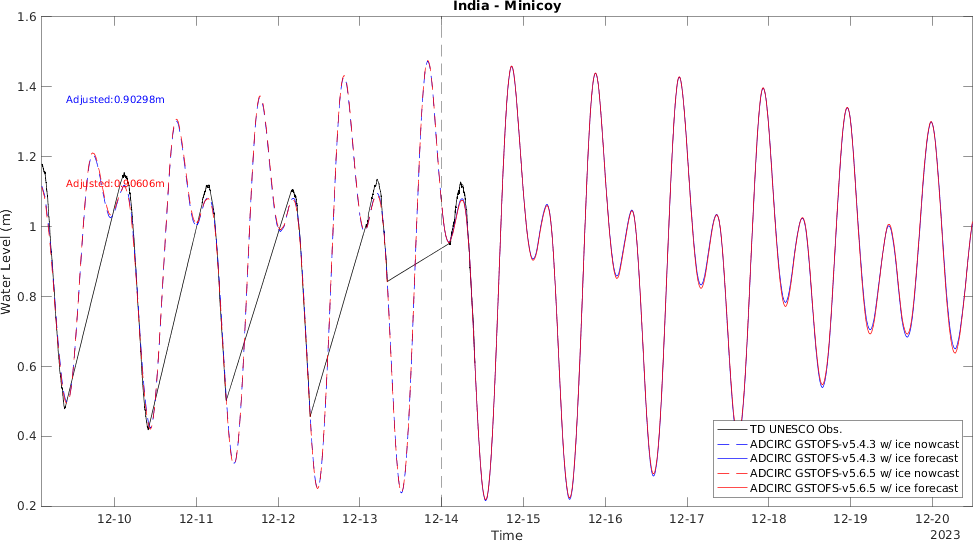 India - Minicoy
1.6
1.4
1.2
1
0.8
0.6
0.4
0.2
Water Level (m)
Adjusted:0.90298m
Adjusted:0.90606m
TD UNESCO Obs.
ADCIRC GSTOFS-v5.4.3 w/ ice nowcast
ADCIRC GSTOFS-v5.4.3 w/ ice forecast
ADCIRC GSTOFS-v5.6.5 w/ ice nowcast
ADCIRC GSTOFS-v5.6.5 w/ ice forecast
12-10 12-11 12-12 12-13 12-14 12-15 12-16 12-17 12-18 12-19 12-20
Time
2023